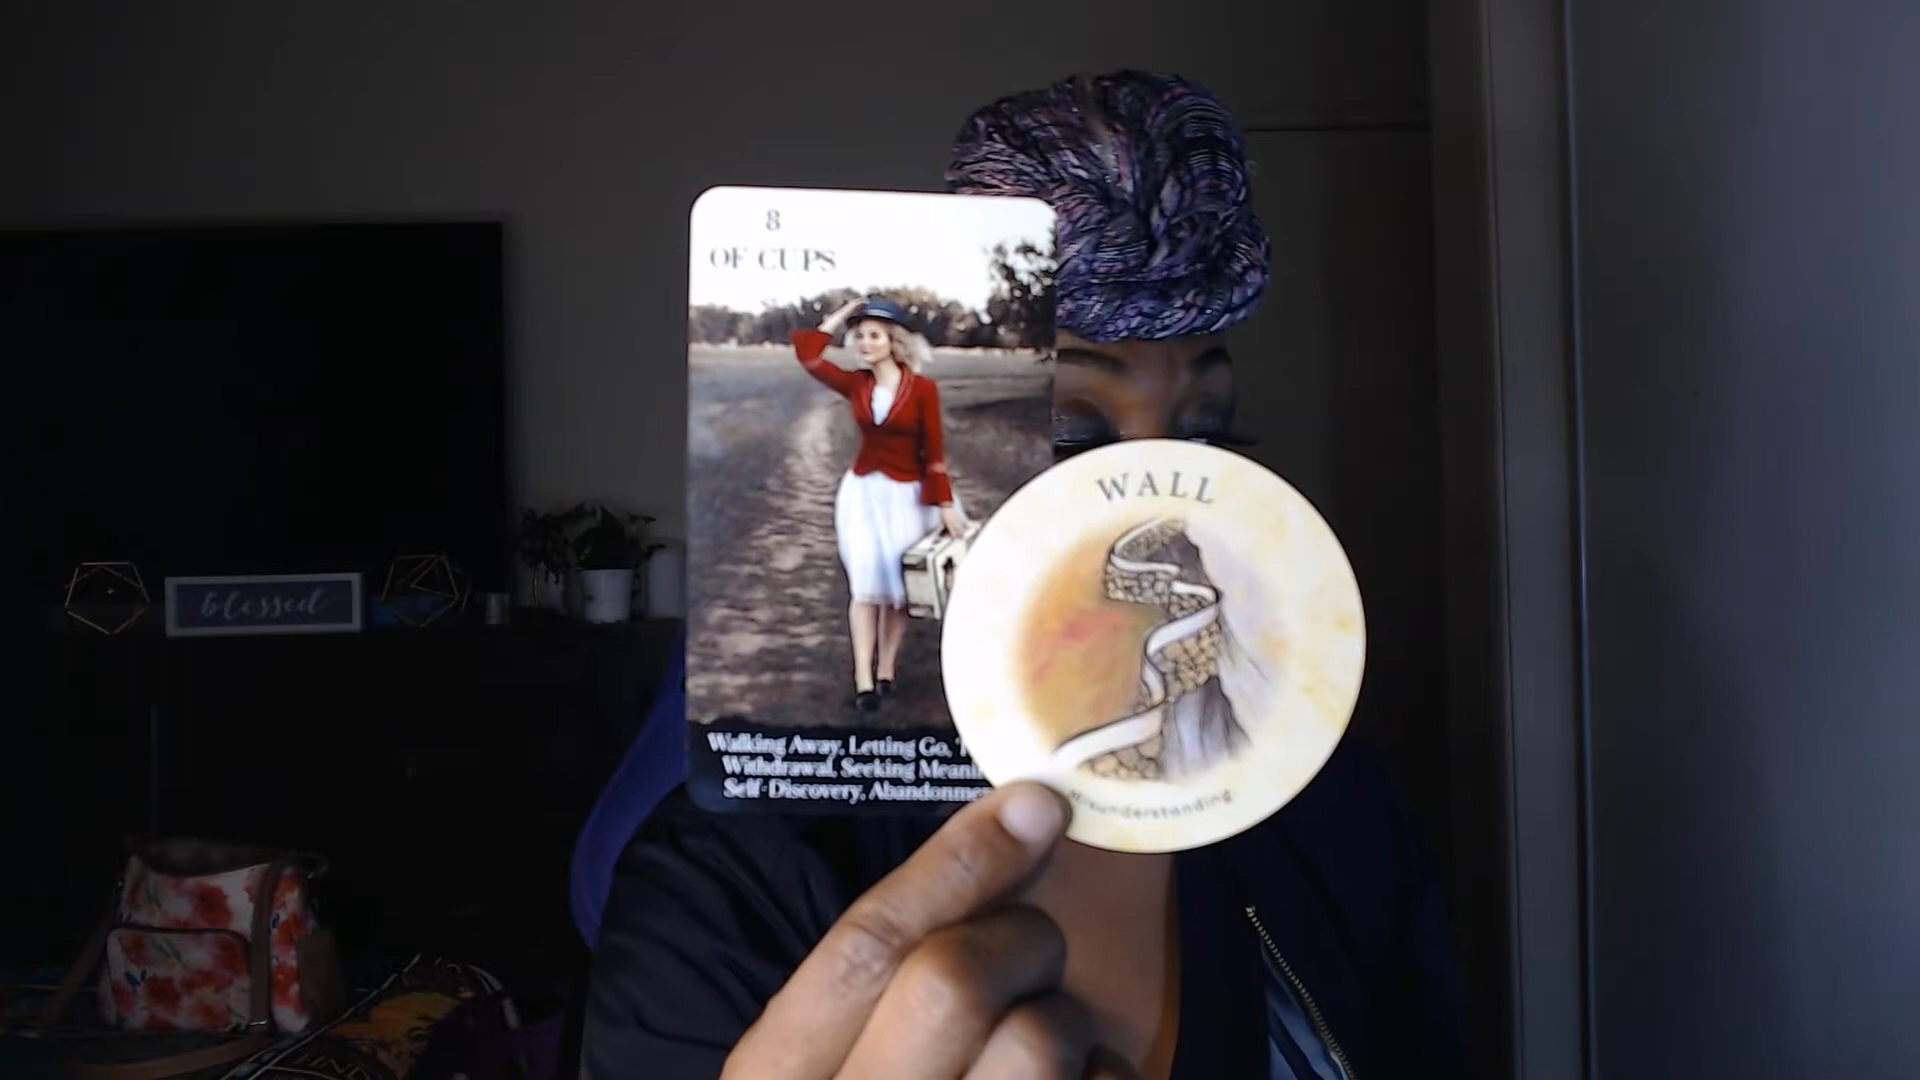 8
OF CUPS
WALL
Walking Away, Letting Go,
Withdrawal, Seeking
Self-Discovery,
blessed